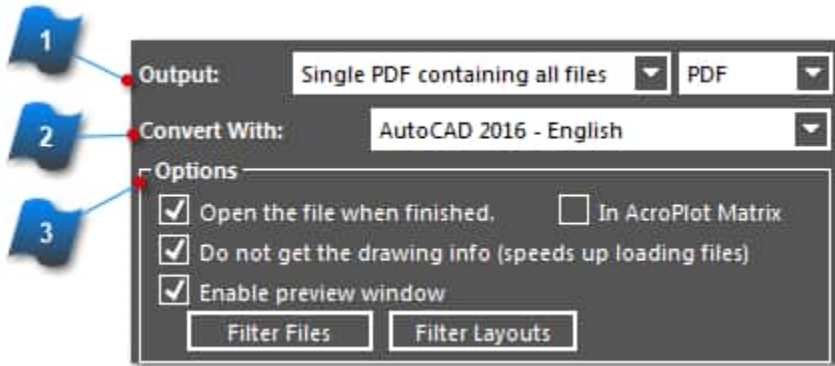 1
Output: Single PDF containing all files PDF
2
Convert With: AutoCAD 2016 - English
Options
3
Open the file when finished. In AcroPlot Matrix
Do not get the drawing info (speeds up loading files)
Enable preview window
Filter Files Filter Layouts